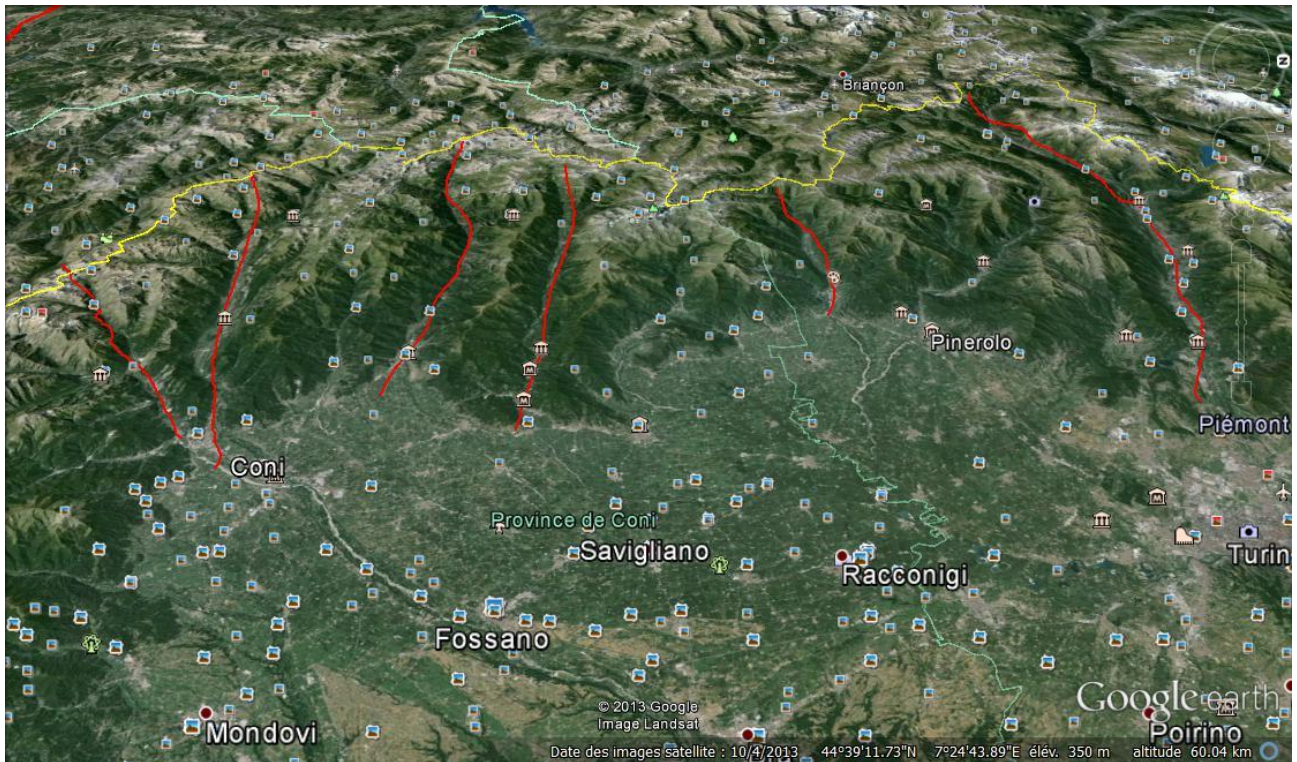 Briançon
Pinerolo
Piémont
Coni
Province de Coni
Savigliano
Racconigi
Turin
Fossano
Mondovi
© 2013 Google
Image Landsat
Google earth
Poirino
Date des images satellite : 10/4/2013 44°39'11.73"N 7°24'43.89"E élév. 350 m altitude 60.04 km